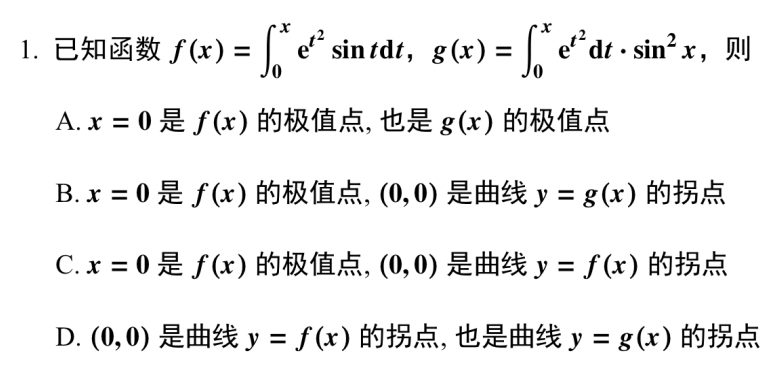 1. 已知函数 f(x) = ∫₀ˣ e^{t²} sin t dt, g(x) = ∫₀ˣ e^{t²} dt · sin² x, 则
A. x = 0 是 f(x) 的极值点, 也是 g(x) 的极值点
B. x = 0 是 f(x) 的极值点, (0, 0) 是曲线 y = g(x) 的拐点
C. x = 0 是 f(x) 的极值点, (0, 0) 是曲线 y = f(x) 的拐点
D. (0, 0) 是曲线 y = f(x) 的拐点, 也是曲线 y = g(x) 的拐点